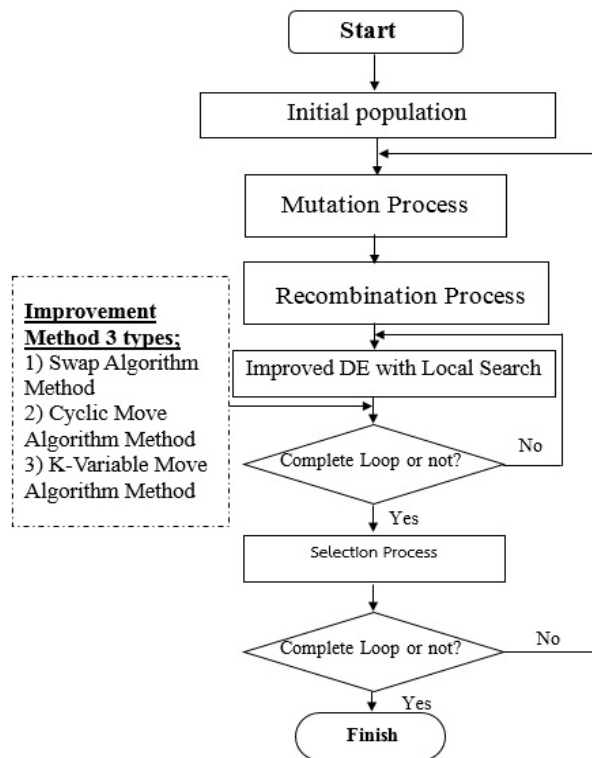 Start
Initial population
Mutation Process
Recombination Process
Improvement
Method 3 types;
1) Swap Algorithm
Method
2) Cyclic Move
Algorithm Method
3) K-Variable Move
Algorithm Method
Improved DE with Local Search
Complete Loop or not?
No
Yes
Selection Process
Complete Loop or not?
No
Yes
Finish